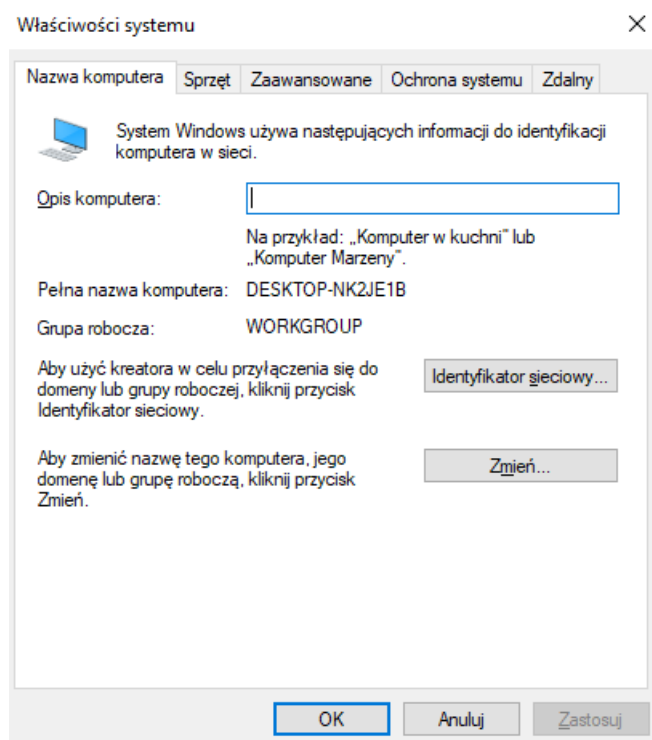 Właściwości systemu
Nazwa komputera Sprzęt Zaawansowane Ochrona systemu Zdalny
System Windows używa następujących informacji do identyfikacji
komputera w sieci.
Opis komputera:
Na przykład: „Komputer w kuchni” lub
„Komputer Marzeny”.
Pełna nazwa komputera: DESKTOP-NK2JE1B
Grupa robocza: WORKGROUP
Aby użyć kreatora w celu przyłączenia się do
domeny lub grupy roboczej, kliknij przycisk
Identyfikator sieciowy.
Identyfikator sieciowy...
Aby zmienić nazwę tego komputera, jego
domenę lub grupę roboczą, kliknij przycisk
Zmień.
Zmień...
OK Anuluj Zastosuj